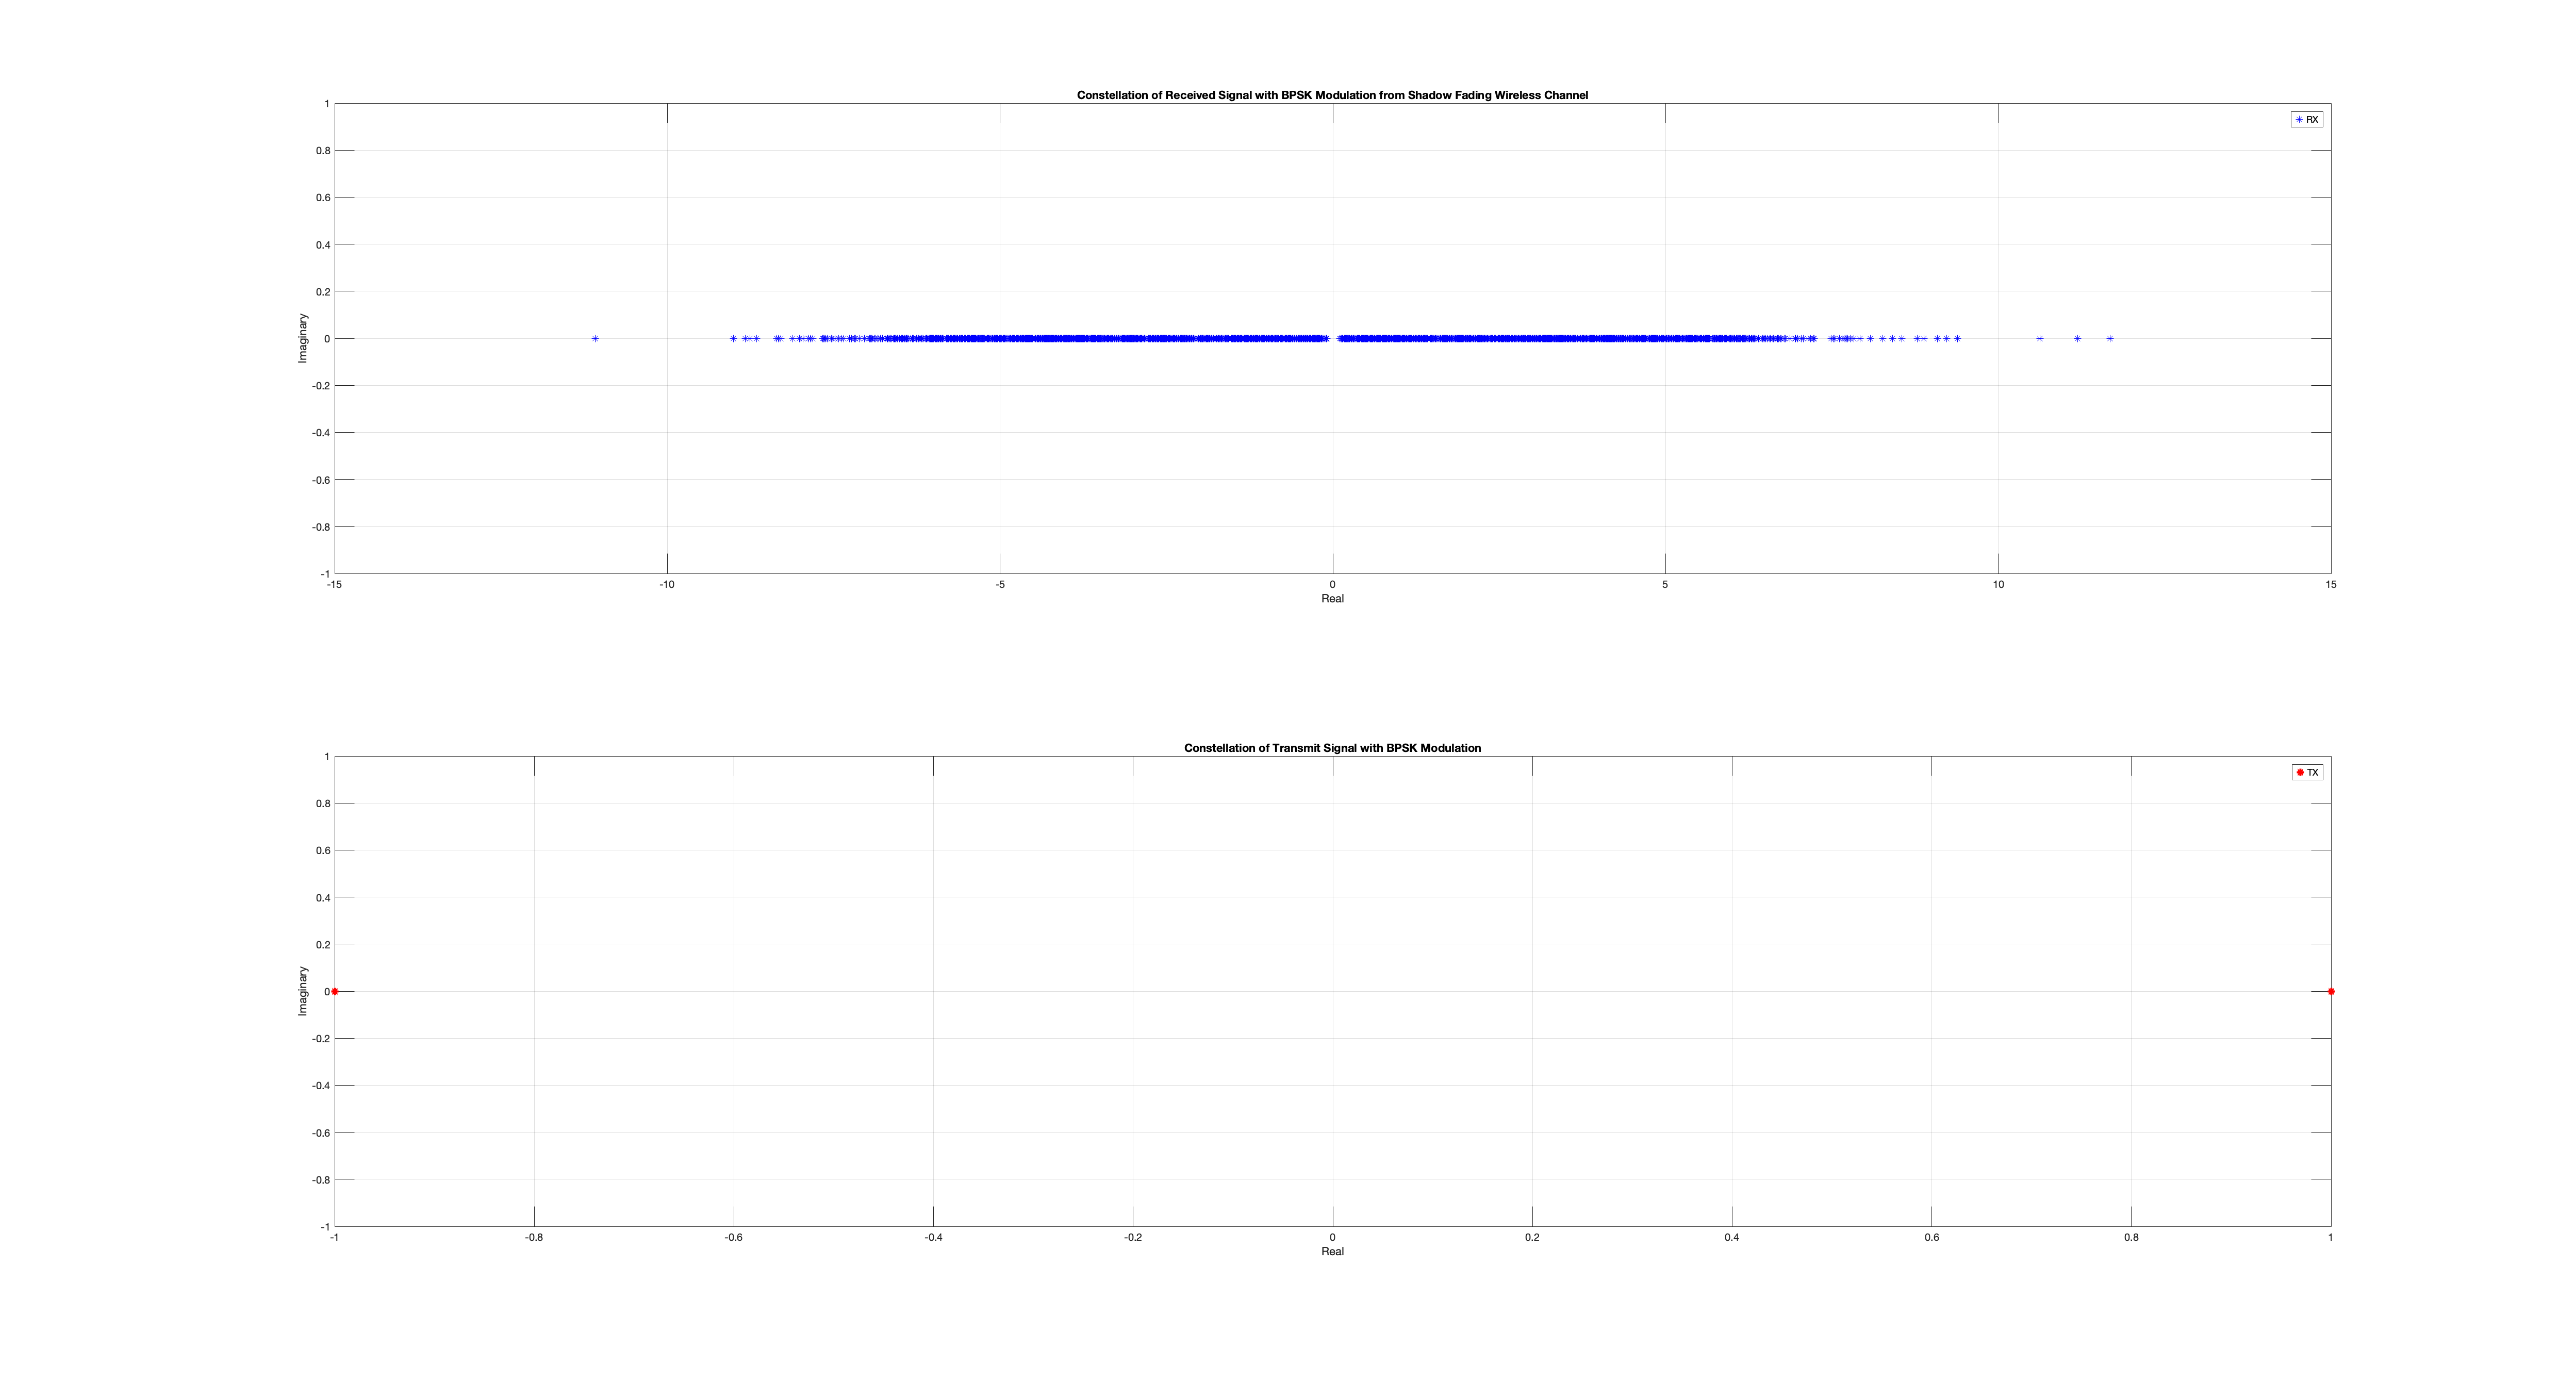 Constellation of Received Signal with BPSK Modulation from Shadow Fading Wireless Channel
RX
1
0.8
0.6
0.4
0.2
0
-0.2
-0.4
-0.6
-0.8
-1
Imaginary
-15 -10 -5 0 5 10 15
Real
Constellation of Transmit Signal with BPSK Modulation
TX
1
0.8
0.6
0.4
0.2
0
-0.2
-0.4
-0.6
-0.8
-1
Imaginary
-1 -0.8 -0.6 -0.4 -0.2 0 0.2 0.4 0.6 0.8 1
Real